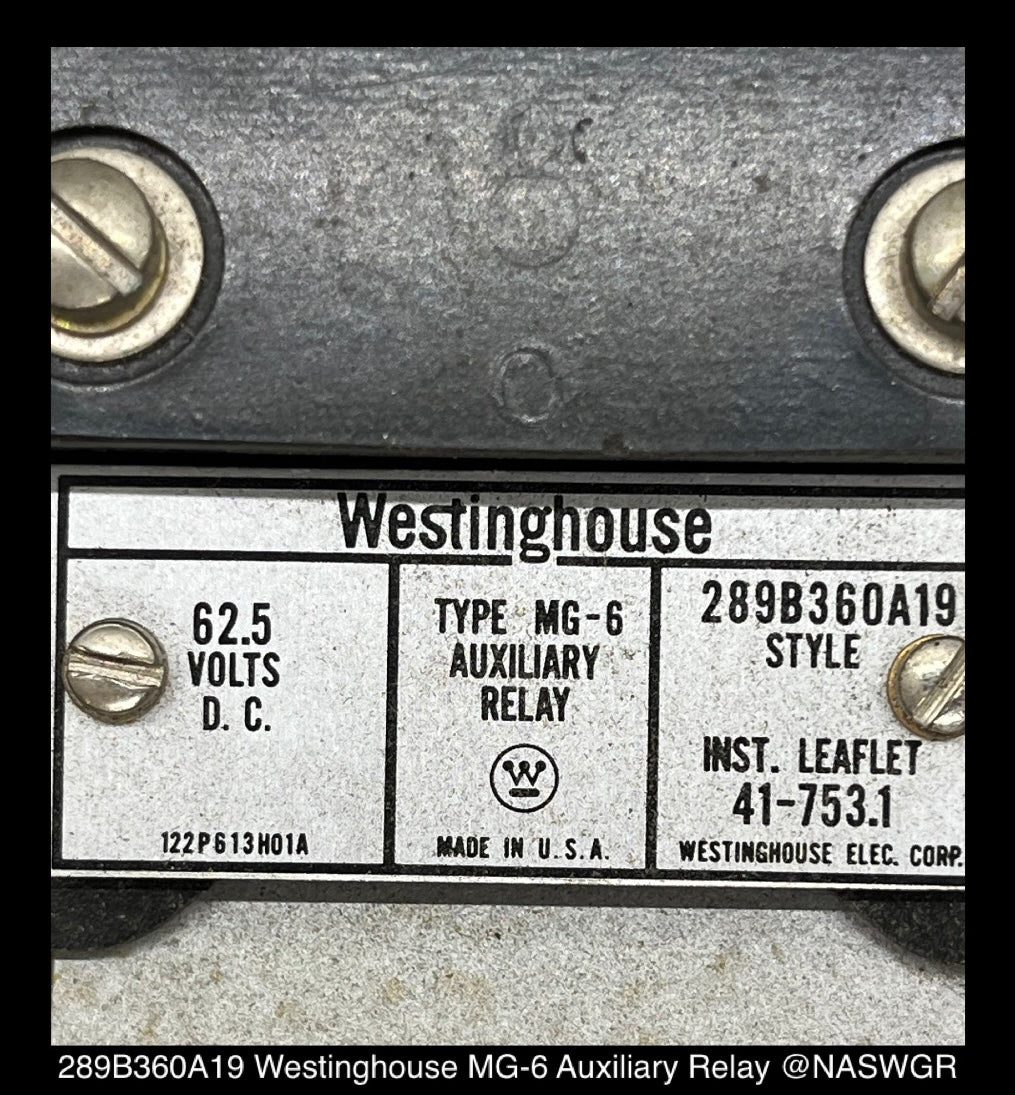 Westinghouse
62.5
VOLTS
D. C.
122P613H01A
TYPE MG-6
AUXILIARY
RELAY
W
MADE IN U.S.A.
289B360A19
STYLE
INST. LEAFLET
41-753.1
WESTINGHOUSE ELEC. CORP.
289B360A19 Westinghouse MG-6 Auxiliary Relay @NASWGR